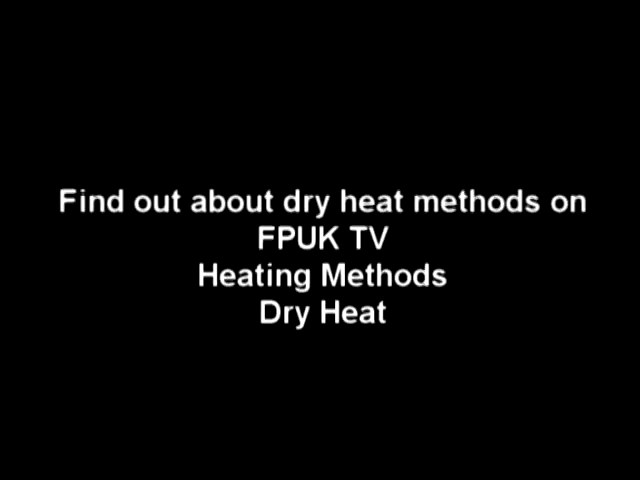 Find out about dry heat methods on
FPUK TV
Heating Methods
Dry Heat